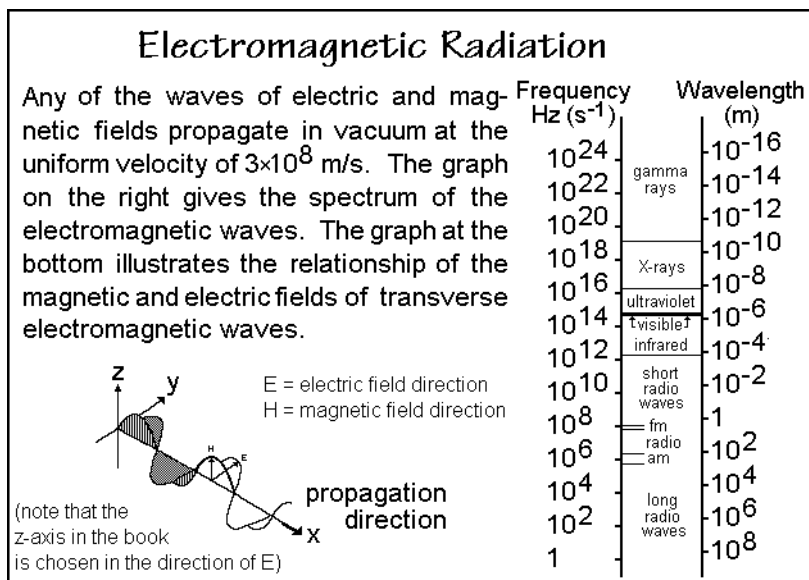 Electromagnetic Radiation
Any of the waves of electric and mag-
netic fields propagate in vacuum at the
uniform velocity of 3×10⁸ m/s. The graph
on the right gives the spectrum of the
electromagnetic waves. The graph at the
bottom illustrates the relationship of the
magnetic and electric fields of transverse
electromagnetic waves.
z
y
E = electric field direction
H = magnetic field direction
H
E
propagation
direction
x
(note that the
z-axis in the book
is chosen in the direction of E)
Frequency
Hz (s⁻¹)
10²⁴
10²²
10²⁰
10¹⁸
10¹⁶
10¹⁴
10¹²
10¹⁰
10⁸
10⁶
10⁴
10²
1
gamma
rays
X-rays
ultraviolet
visible
infrared
short
radio
waves
fm
radio
am
long
radio
waves
Wavelength
(m)
10⁻¹⁶
10⁻¹⁴
10⁻¹²
10⁻¹⁰
10⁻⁸
10⁻⁶
10⁻⁴
10⁻²
1
10²
10⁴
10⁶
10⁸